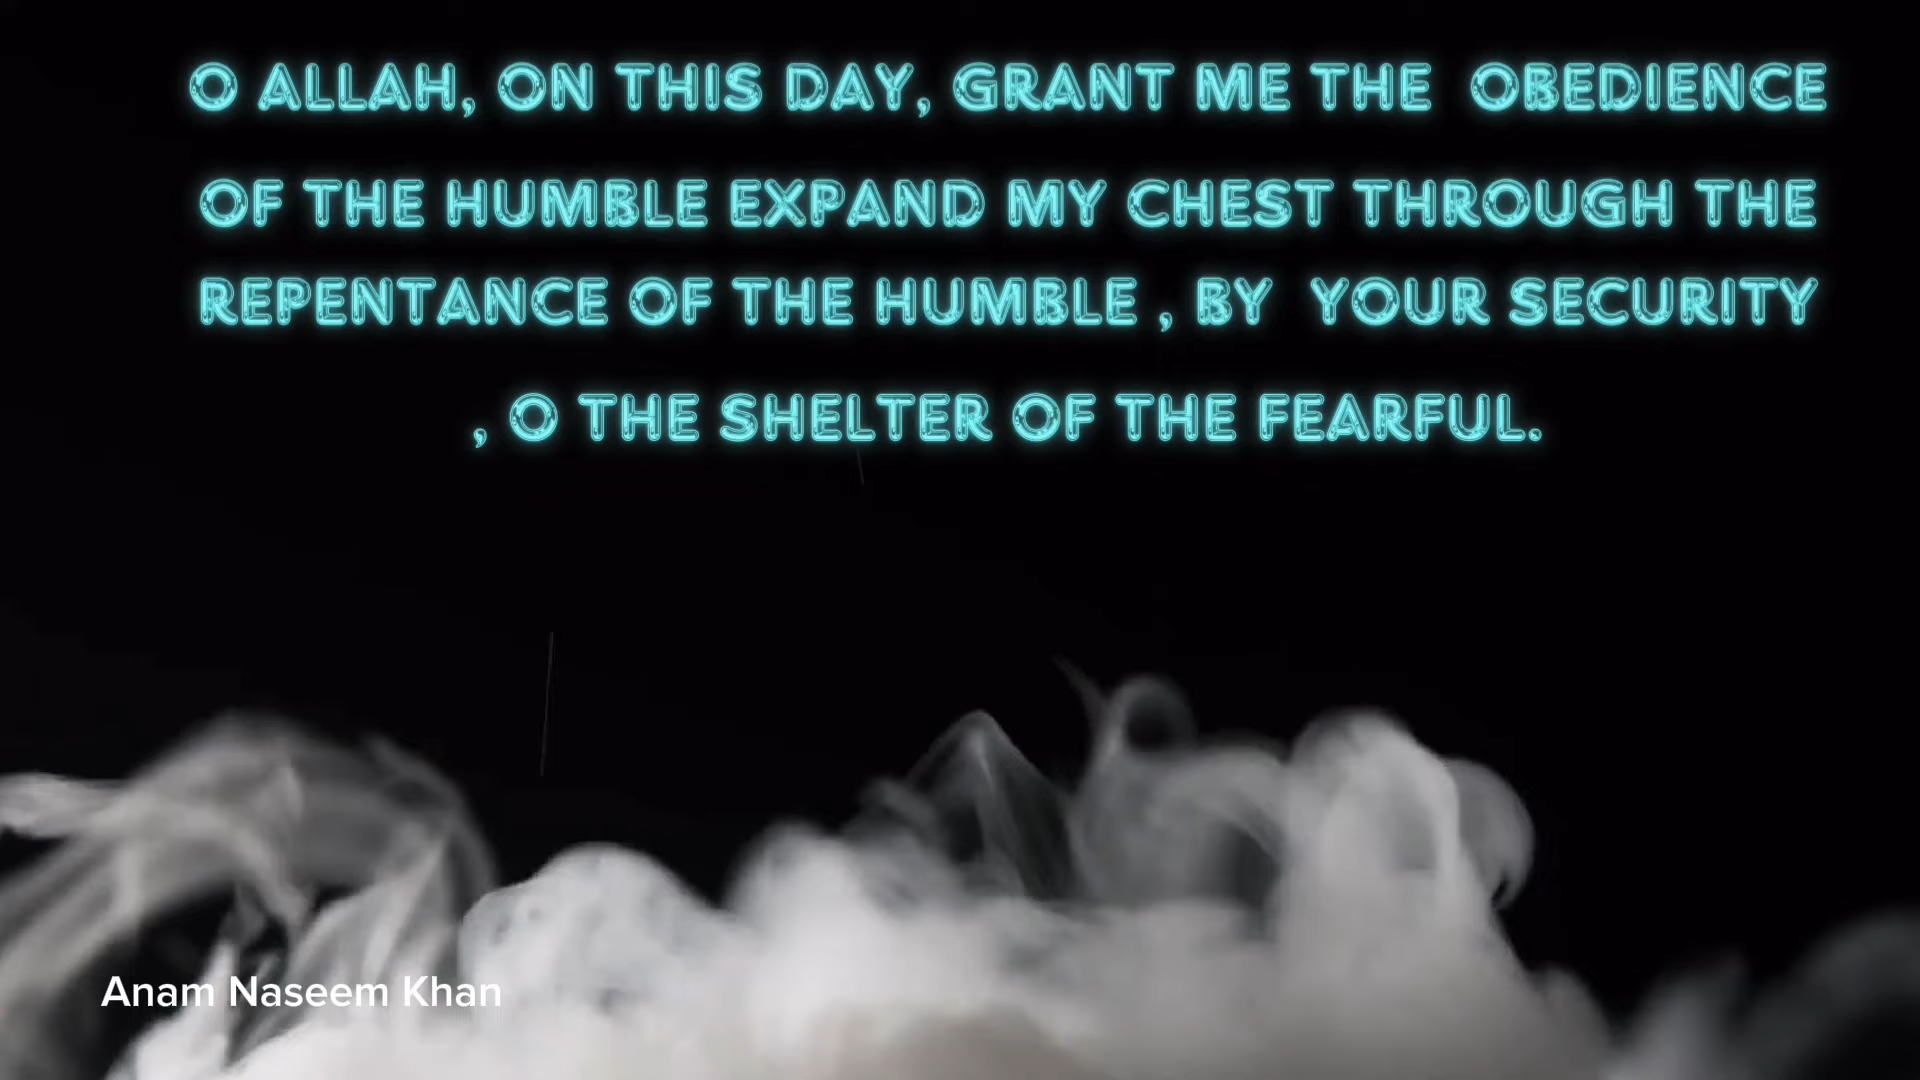 O ALLAH, ON THIS DAY, GRANT ME THE OBEDIENCE
OF THE HUMBLE EXPAND MY CHEST THROUGH THE
REPENTANCE OF THE HUMBLE , BY YOUR SECURITY
, O THE SHELTER OF THE FEARFUL.
Anam Naseem Khan